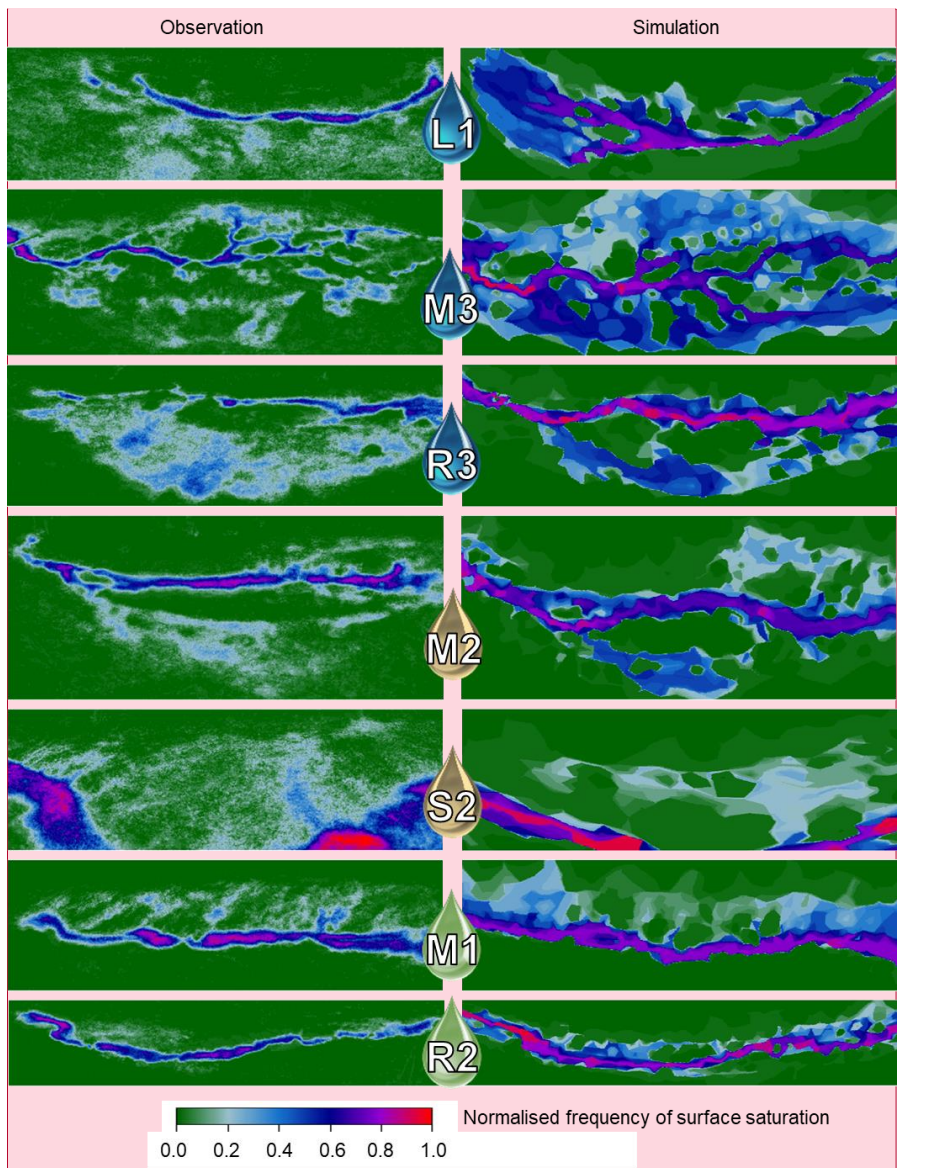 Observation Simulation
L1
M3
R3
M2
S2
M1
R2
Normalised frequency of surface saturation
0.0 0.2 0.4 0.6 0.8 1.0